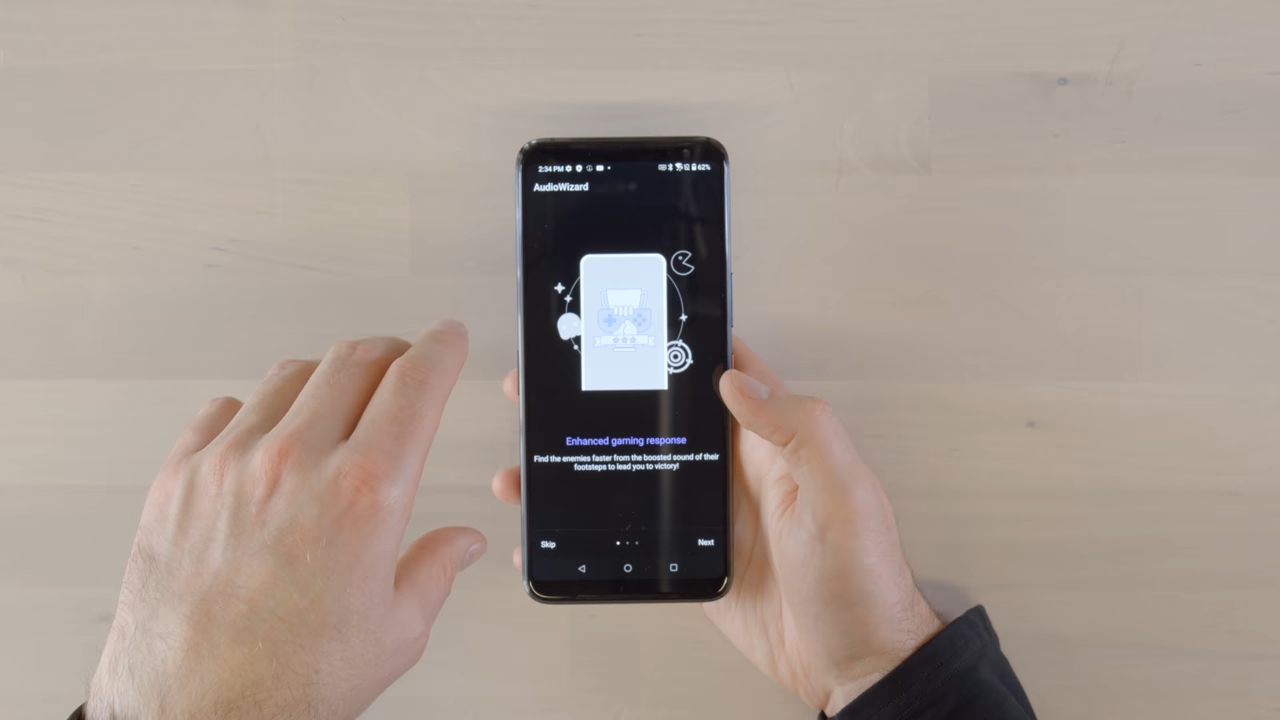 2:34 PM 62%
AudioWizard
Enhanced gaming response
Find the enemies faster from the boosted sound of their
footsteps to lead you to victory!
Skip Next